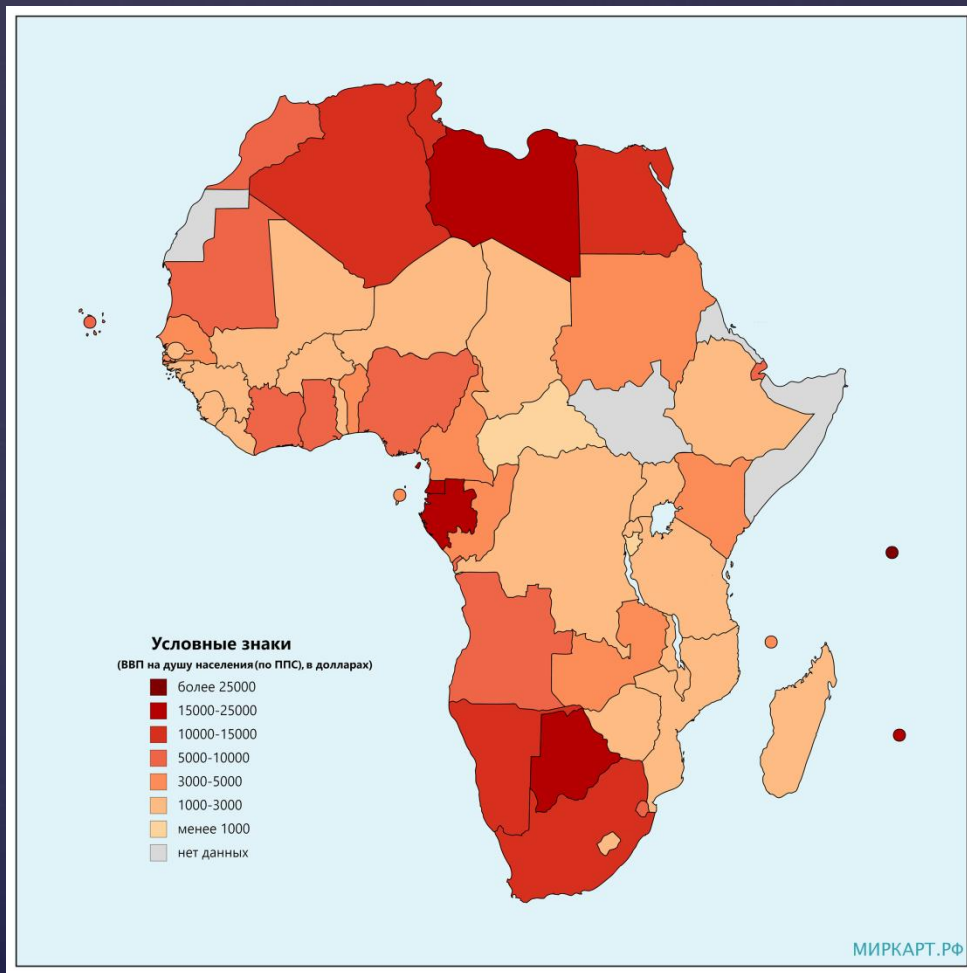 Условные знаки
(ВВП на душу населения (по ППС), в долларах)
более 25000
15000-25000
10000-15000
5000-10000
3000-5000
1000-3000
менее 1000
нет данных
МИРКАРТ.РФ